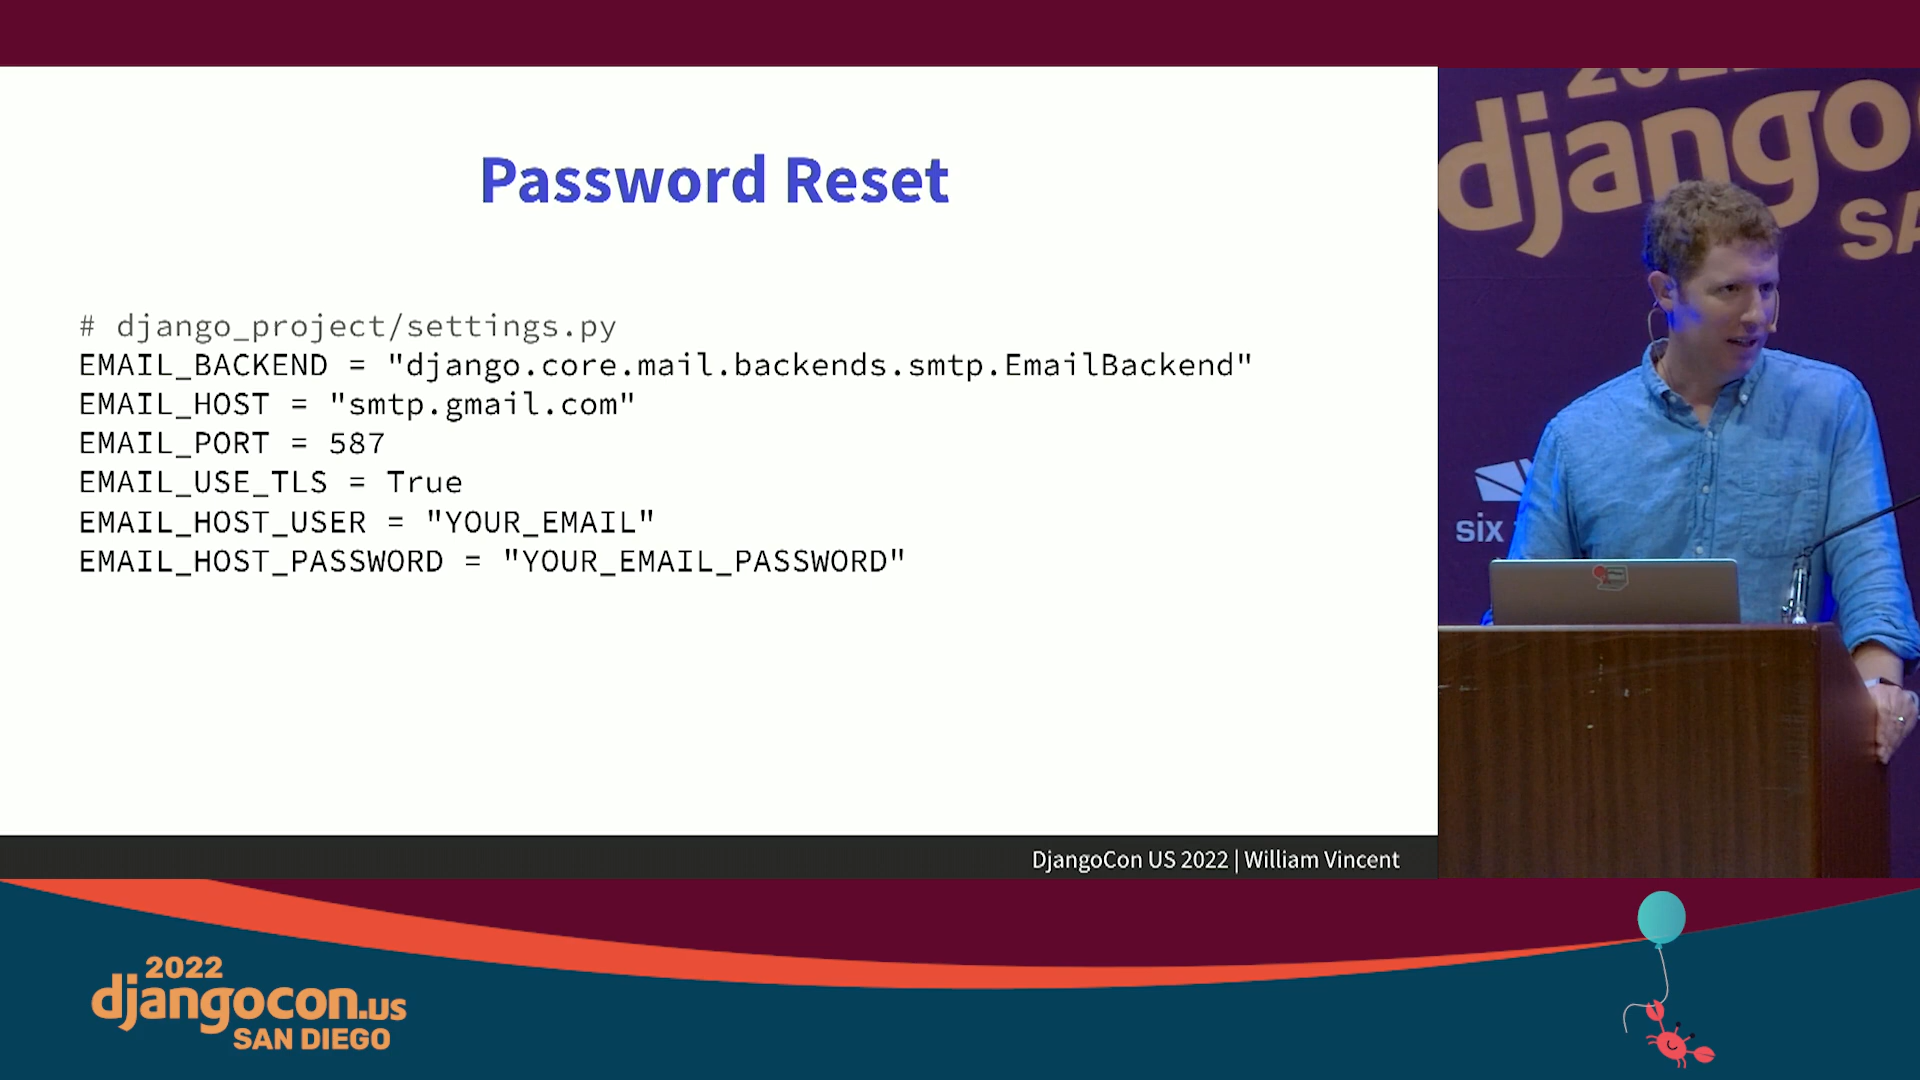 Password Reset
# django_project/settings.py
EMAIL_BACKEND = "django.core.mail.backends.smtp.EmailBackend"
EMAIL_HOST = "smtp.gmail.com"
EMAIL_PORT = 587
EMAIL_USE_TLS = True
EMAIL_HOST_USER = "YOUR_EMAIL"
EMAIL_HOST_PASSWORD = "YOUR_EMAIL_PASSWORD"
DjangoCon US 2022 | William Vincent
django
SA
six
2022
djangocon.us
SAN DIEGO